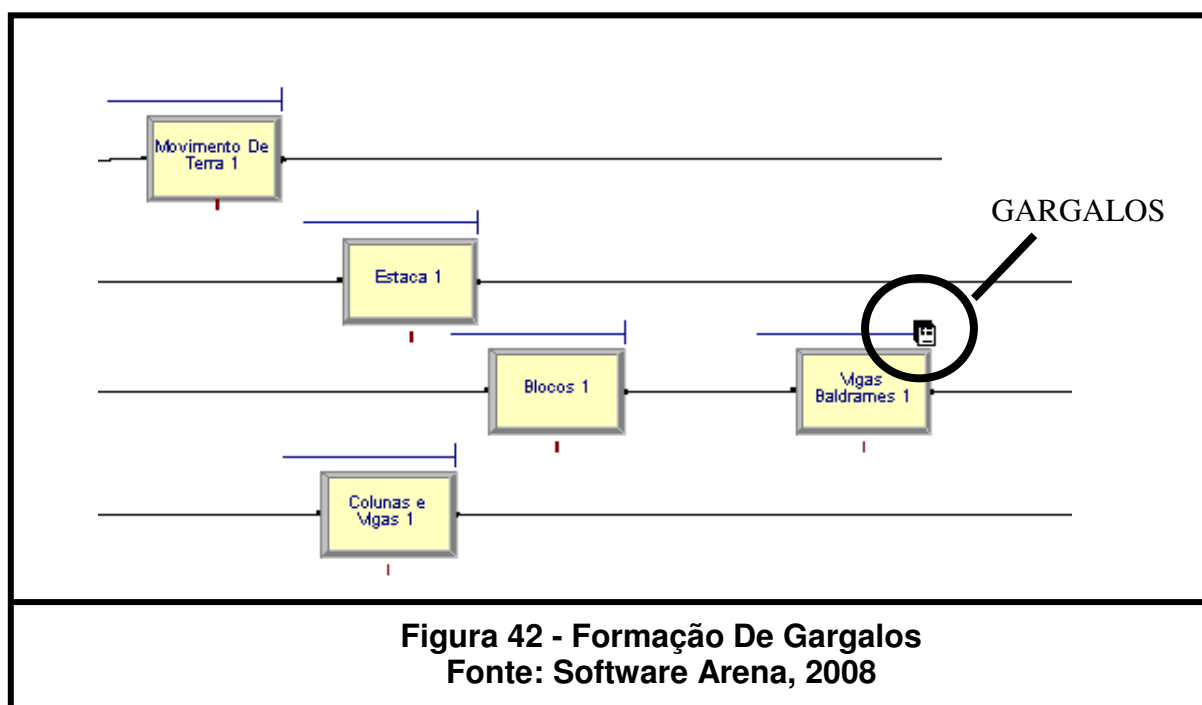 Movimento De
Terra 1
GARGALOS
Estaca 1
Blocos 1
Vigas
Baldrames 1
Colunas e
Vigas 1
Figura 42 - Formação De Gargalos
Fonte: Software Arena, 2008